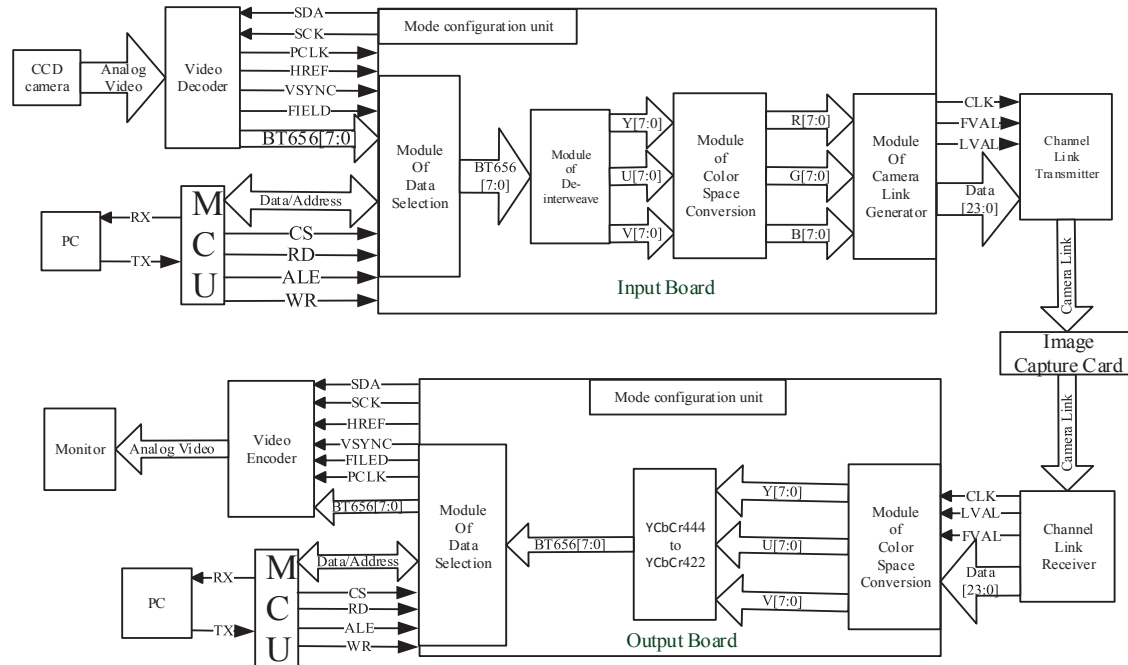 SDA
Mode configuration unit
SCK
PCLK
CCD
camera
Analog
Video
Video
Decoder
HREF
VSYNC
FIELD
BT656[7:0]
Module
Of
Data
Selection
BT656
[7:0]
Module
of
De-
interweave
Y[7:0]
U[7:0]
V[7:0]
Module
of
Color
Space
Conversion
R[7:0]
G[7:0]
B[7:0]
Module
Of
Camera
Link
Generator
CLK
FVAL
LVAL
Data
[23:0]
Channel
Link
Transmitter
PC
RX
TX
M
C
U
Data/Address
CS
RD
ALE
WR
Input Board
Camera Link
Image
Capture Card
Camera Link
SDA
Mode configuration unit
SCK
HREF
Monitor
Analog Video
Video
Encoder
VSYNC
FILED
PCLK
BT656[7:0]
Module
Of
Data
Selection
BT656[7:0]
YCbCr444
to
YCbCr422
Y[7:0]
U[7:0]
V[7:0]
Module
of
Color
Space
Conversion
CLK
LVAL
FVAL
Data
[23:0]
Channel
Link
Receiver
PC
RX
TX
M
C
U
Data/Address
CS
RD
ALE
WR
Output Board